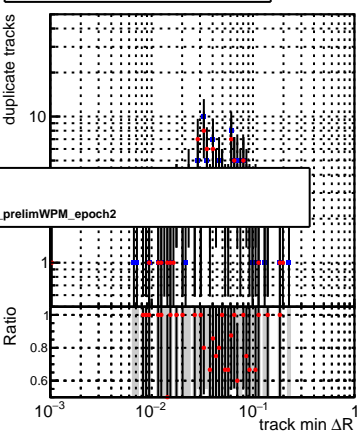 duplicate tracks
10
_prelimWPM_epoch2
1
Ratio
1
0.8
0.6
10−3
10−2
10−1
1
track min ΔR